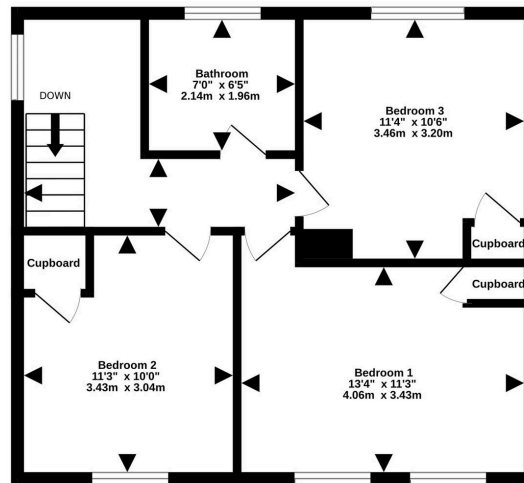 Bathroom
7'0" x 6'5"
2.14m x 1.96m
DOWN
Bedroom 3
11'4" x 10'6"
3.46m x 3.20m
Cupboard
Cupboard
Cupboard
Bedroom 2
11'3" x 10'0"
3.43m x 3.04m
Bedroom 1
13'4" x 11'3"
4.06m x 3.43m